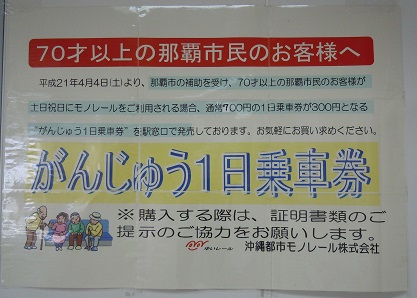 70才以上の那覇市民のお客様へ
平成21年4月4日(土)より、那覇市の補助を受け、70才以上の那覇市民のお客様が
土日祝日にモノレールをご利用される場合、通常700円の1日乗車券が300円となる
"がんじゅう1日乗車券"を駅窓口で発売しております。お気軽にお買い求めください。
がんじゅう1日乗車券
※購入する際は、証明書類のご
提示のご協力をお願いします。
ゆいレール 沖縄都市モノレール株式会社